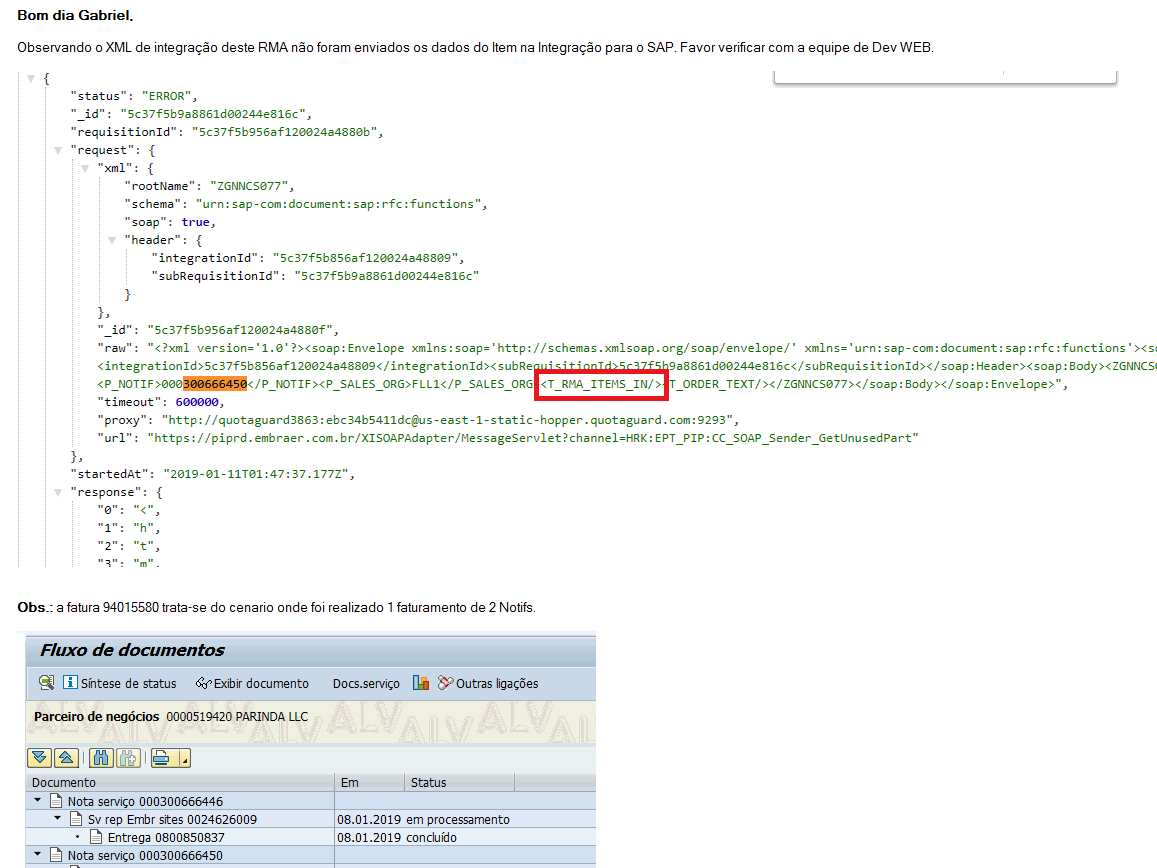 Bom dia Gabriel,
Observando o XML de integração deste RMA não foram enviados os dados do Item na Integração para o SAP. Favor verificar com a equipe de Dev WEB.
{
"status": "ERROR",
"_id": "5c37f5b9a8861d00244e816c",
"requisitionId": "5c37f5b956af120024a4880b",
"request": {
"xml": {
"rootName": "ZGNNCS077",
"schema": "urn:sap-com:document:sap:rfc:functions",
"soap": true,
"header": {
"integrationId": "5c37f5b856af120024a48809",
"subRequisitionId": "5c37f5b9a8861d00244e816c"
}
},
"_id": "5c37f5b956af120024a4880f",
"raw": "<?xml version='1.0'?><soap:Envelope xmlns:soap='http://schemas.xmlsoap.org/soap/envelope/' xmlns='urn:sap-com:document:sap:rfc:functions'><s
<integrationId>5c37f5b856af120024a48809</integrationId><subRequisitionId>5c37f5b9a8861d00244e816c</subRequisitionId></soap:Header><soap:Body><ZGNNCS
<P_NOTIF>000300666450</P_NOTIF><P_SALES_ORG>FLL1</P_SALES_ORG<T_RMA_ITEMS_IN/><T_ORDER_TEXT/></ZGNNCS077></soap:Body></soap:Envelope>",
"timeout": 600000,
"proxy": "http://quotaguard3863:ebc34b5411dc@us-east-1-static-hopper.quotaguard.com:9293",
"url": "https://piprd.embraer.com.br/XISOAPAdapter/MessageServlet?channel=HRK:EPT_PIP:CC_SOAP_Sender_GetUnusedPart"
},
"startedAt": "2019-01-11T01:47:37.177Z",
"response": {
"0": "<",
"1": "h",
"2": "t",
"3": "m",
Obs.: a fatura 94015580 trata-se do cenario onde foi realizado 1 faturamento de 2 Notifs.
Fluxo de documentos
Síntese de status Exibir documento Docs.serviço Outras ligações
Parceiro de negócios 0000519420 PARINDA LLC
Documento Em Status
Nota serviço 000300666446
Sv rep Embr sites 0024626009 08.01.2019 em processamento
Entrega 0800850837 08.01.2019 concluído
Nota serviço 000300666450